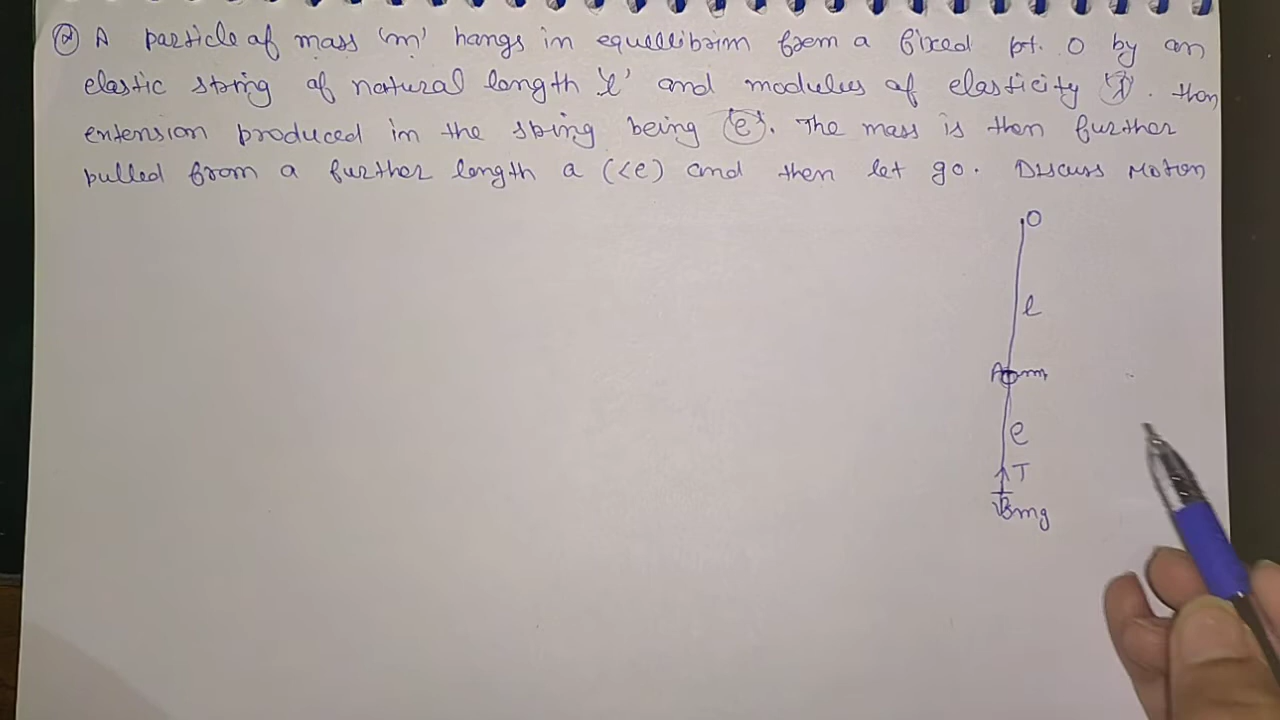 ② A particle of mass 'm' hangs in equellibrim from a fixed pt. O by an
elastic string of natural length 'l' and modulus of elasticity 'λ'. then
extension produced in the string being 'e'. The mass is then further
pulled from a further length a (<e) and then let go. Discuss Motion
O
l
A m
e
T
B mg